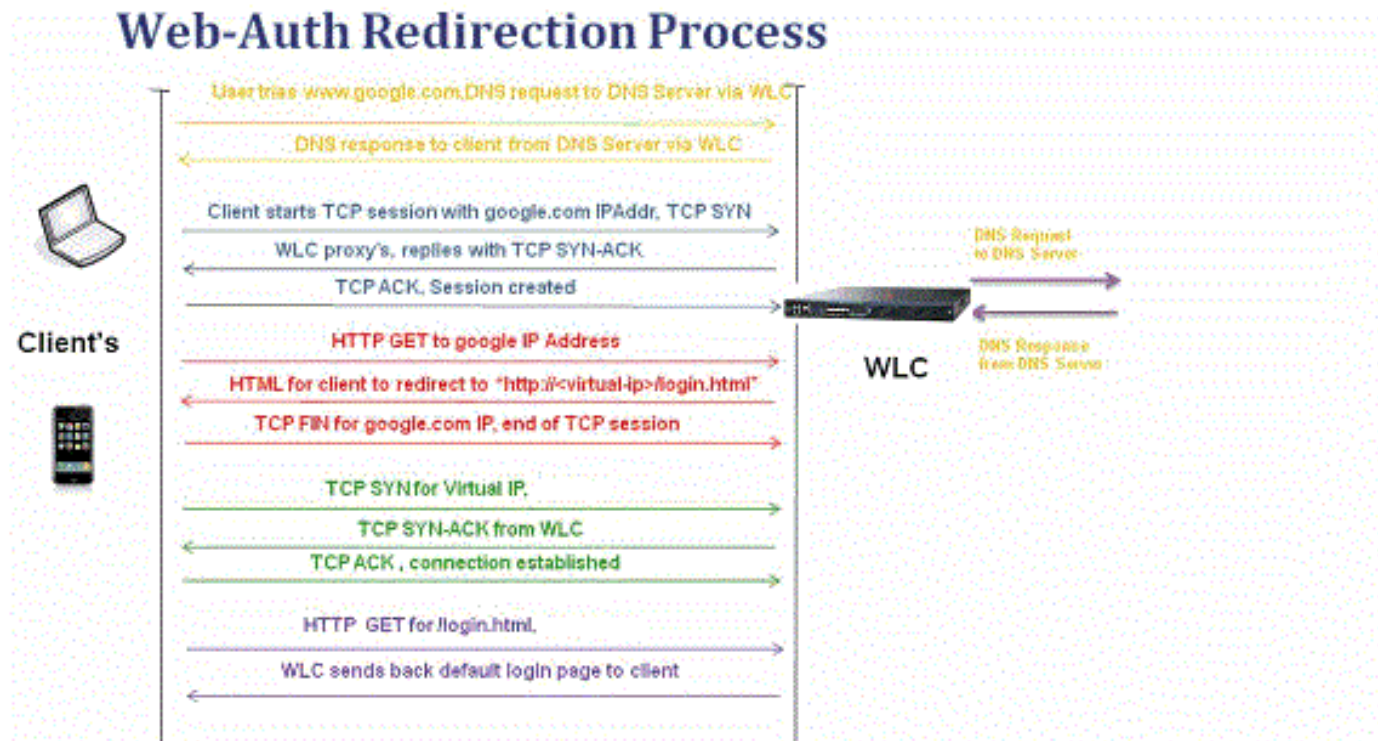 Web-Auth Redirection Process
User tries www.google.com,DNS request to DNS Server via WLC
DNS response to client from DNS Server via WLC
Client starts TCP session with google.com IPAddr, TCP SYN
WLC proxy's, replies with TCP SYN-ACK
TCP ACK, Session created
DNS Request
to DNS Server
Client's
HTTP GET to google IP Address
HTML for client to redirect to “http://<virtual-ip>/login.html”
TCP FIN for google.com IP, end of TCP session
WLC
DNS Response
from DNS Server
TCP SYN for Virtual IP,
TCP SYN-ACK from WLC
TCP ACK , connection established
HTTP GET for /login.html,
WLC sends back default login page to client